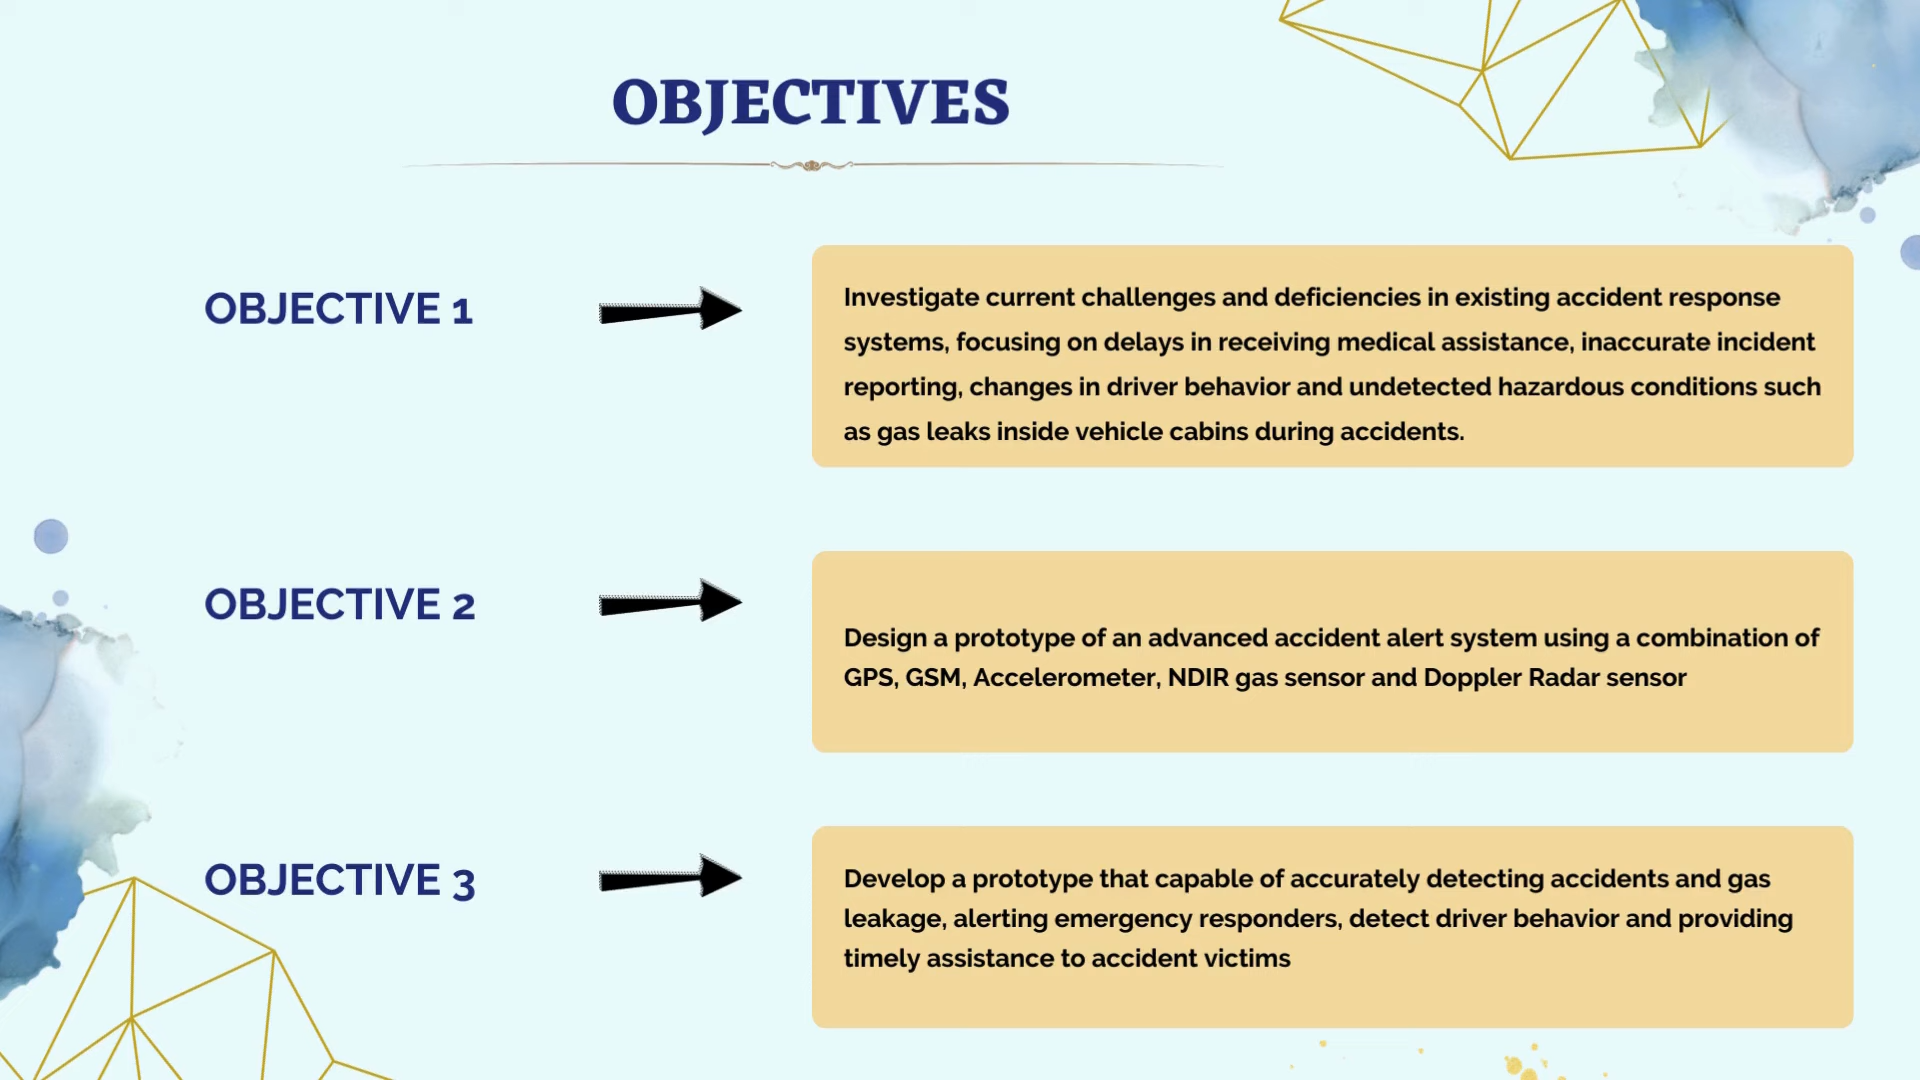 OBJECTIVES
OBJECTIVE 1
Investigate current challenges and deficiencies in existing accident response
systems, focusing on delays in receiving medical assistance, inaccurate incident
reporting, changes in driver behavior and undetected hazardous conditions such
as gas leaks inside vehicle cabins during accidents.
OBJECTIVE 2
Design a prototype of an advanced accident alert system using a combination of
GPS, GSM, Accelerometer, NDIR gas sensor and Doppler Radar sensor
OBJECTIVE 3
Develop a prototype that capable of accurately detecting accidents and gas
leakage, alerting emergency responders, detect driver behavior and providing
timely assistance to accident victims